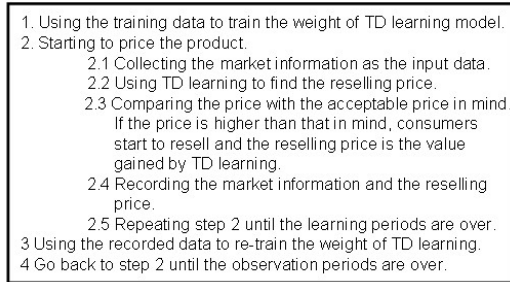 1. Using the training data to train the weight of TD learning model.
2. Starting to price the product.
2.1 Collecting the market information as the input data.
2.2 Using TD learning to find the reselling price.
2.3 Comparing the price with the acceptable price in mind.
If the price is higher than that in mind, consumers
start to resell and the reselling price is the value
gained by TD learning.
2.4 Recording the market information and the reselling
price.
2.5 Repeating step 2 until the learning periods are over.
3 Using the recorded data to re-train the weight of TD learning.
4 Go back to step 2 until the observation periods are over.